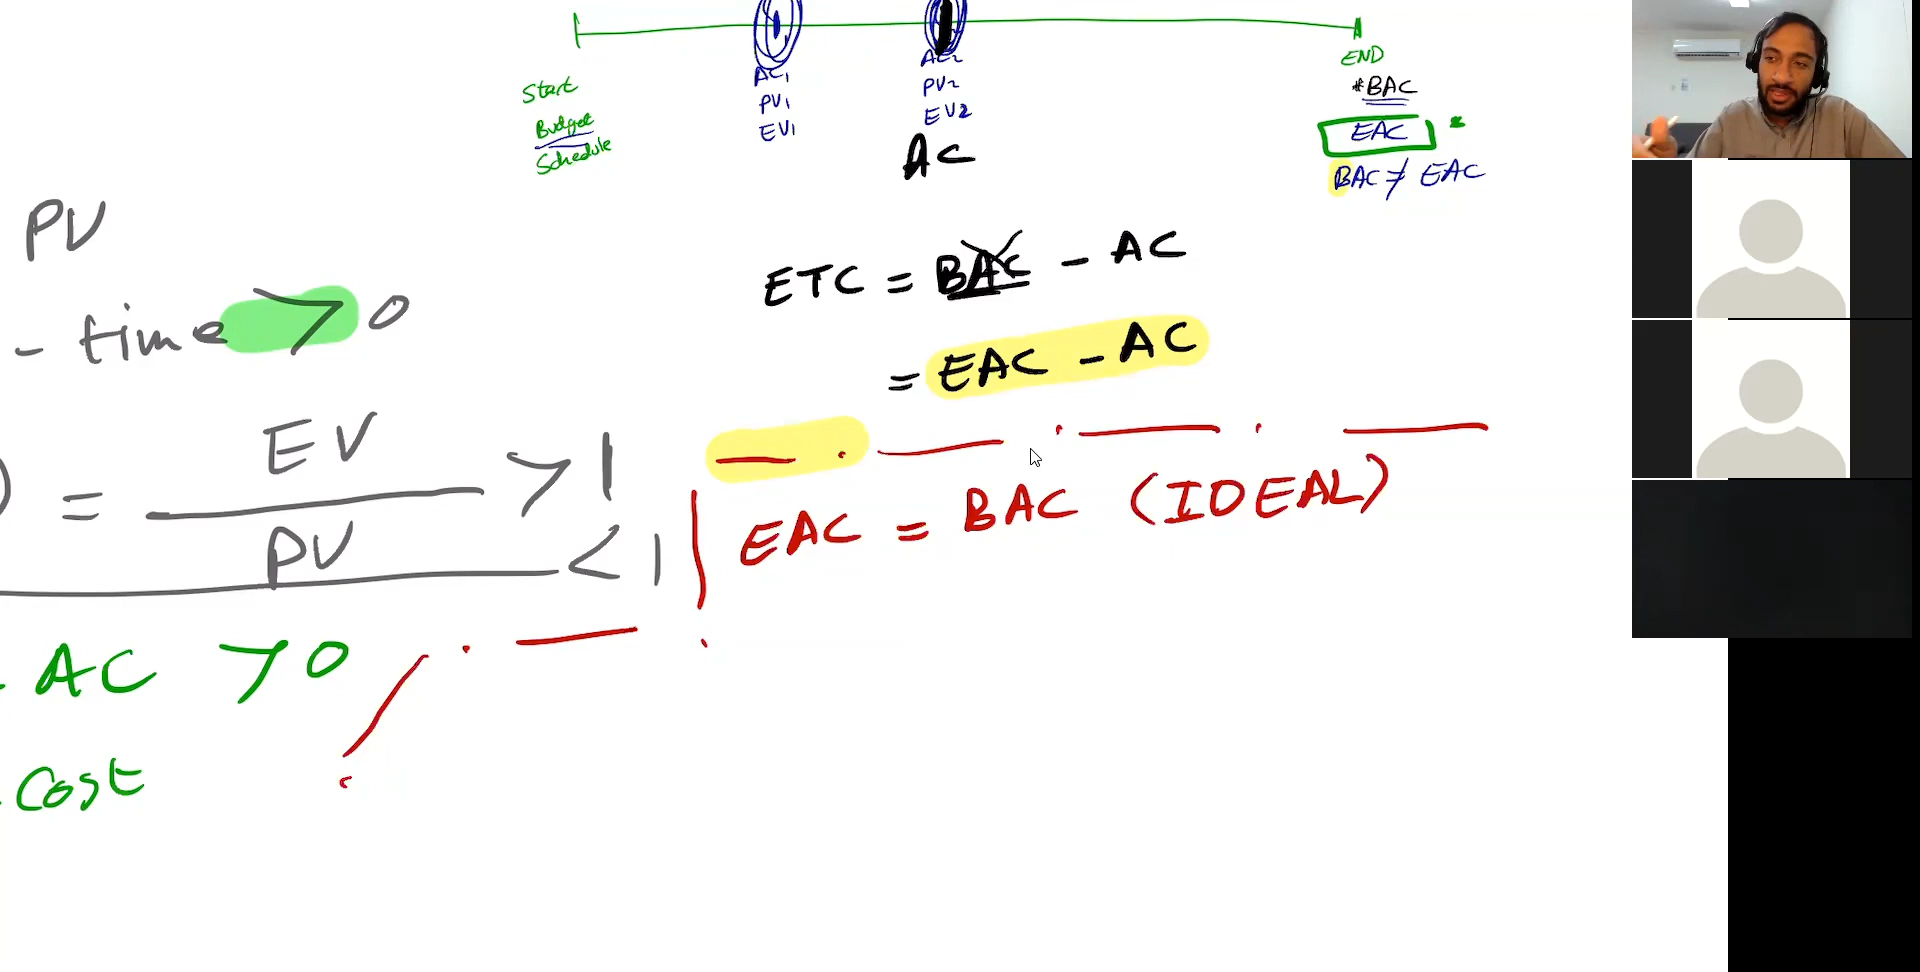 Start
Budget
Schedule
AC1
PV1
EV1
AC2
PV2
EV2
AC
END
*BAC
EAC
BAC ≠ EAC
PV
- time > 0
= EV / PV > 1
< 1
- AC > 0
Cost
ETC = BAC - AC
= EAC - AC
EAC = BAC (IDEAL)